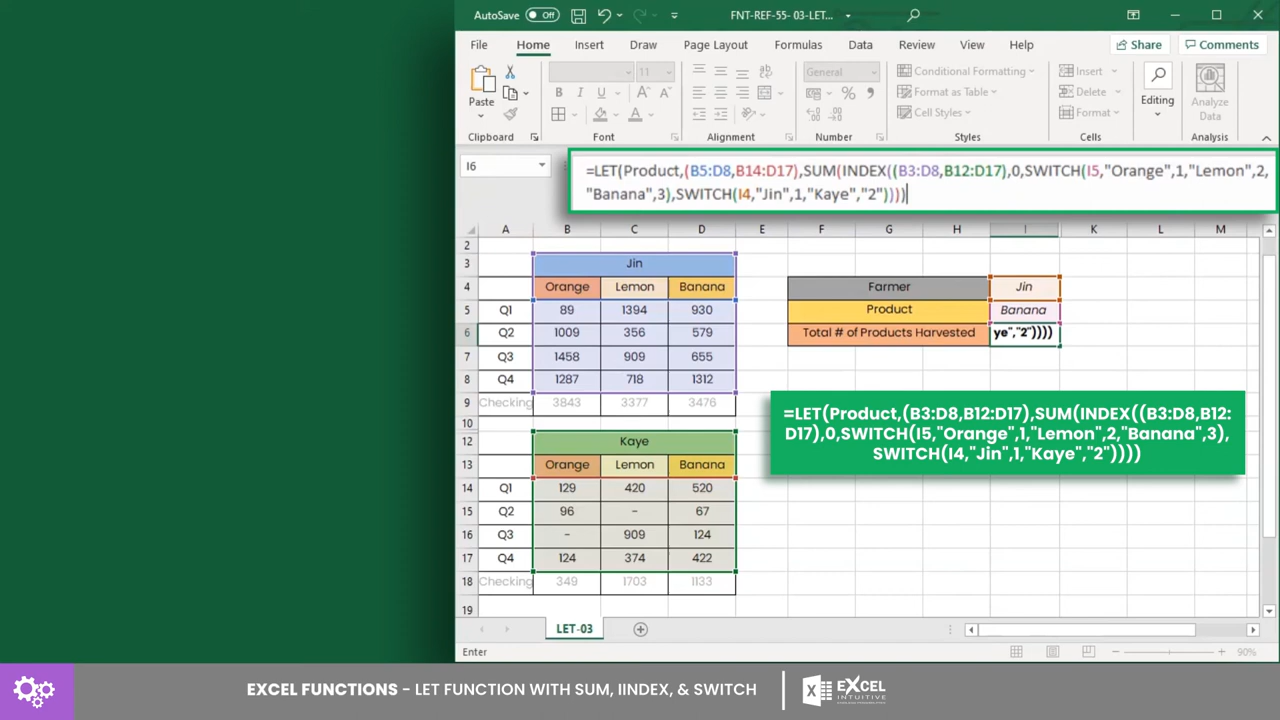 AutoSave Off FNT-REF-55- 03-LET...
File Home Insert Draw Page Layout Formulas Data Review View Help Share Comments
Paste
11
B I U
General
Conditional Formatting
Format as Table
Cell Styles
Insert
Delete
Format
Editing
Analyze
Data
Clipboard Font Alignment Number Styles Cells Analysis
I6
=LET(Product,(B5:D8,B14:D17),SUM(INDEX((B3:D8,B12:D17),0,SWITCH(I5,"Orange",1,"Lemon",2,
"Banana",3),SWITCH(I4,"Jin",1,"Kaye","2"))))
A B C D E F G H I J K L M
2
3 Jin
4 Orange Lemon Banana Farmer Jin
5 Q1 89 1394 930 Product Banana
6 Q2 1009 356 579 Total # of Products Harvested ye","2"))))
7 Q3 1458 909 655
8 Q4 1287 718 1312
9 Checking 3843 3377 3476
10
12 Kaye
13 Orange Lemon Banana
14 Q1 129 420 520
15 Q2 96 - 67
16 Q3 - 909 124
17 Q4 124 374 422
18 Checking 349 1703 1133
19
=LET(Product,(B3:D8,B12:D17),SUM(INDEX((B3:D8,B12:
D17),0,SWITCH(I5,"Orange",1,"Lemon",2,"Banana",3),
SWITCH(I4,"Jin",1,"Kaye","2"))))
LET-03
Enter 90%
EXCEL FUNCTIONS - LET FUNCTION WITH SUM, IINDEX, & SWITCH
EXCEL
INTUITIVE